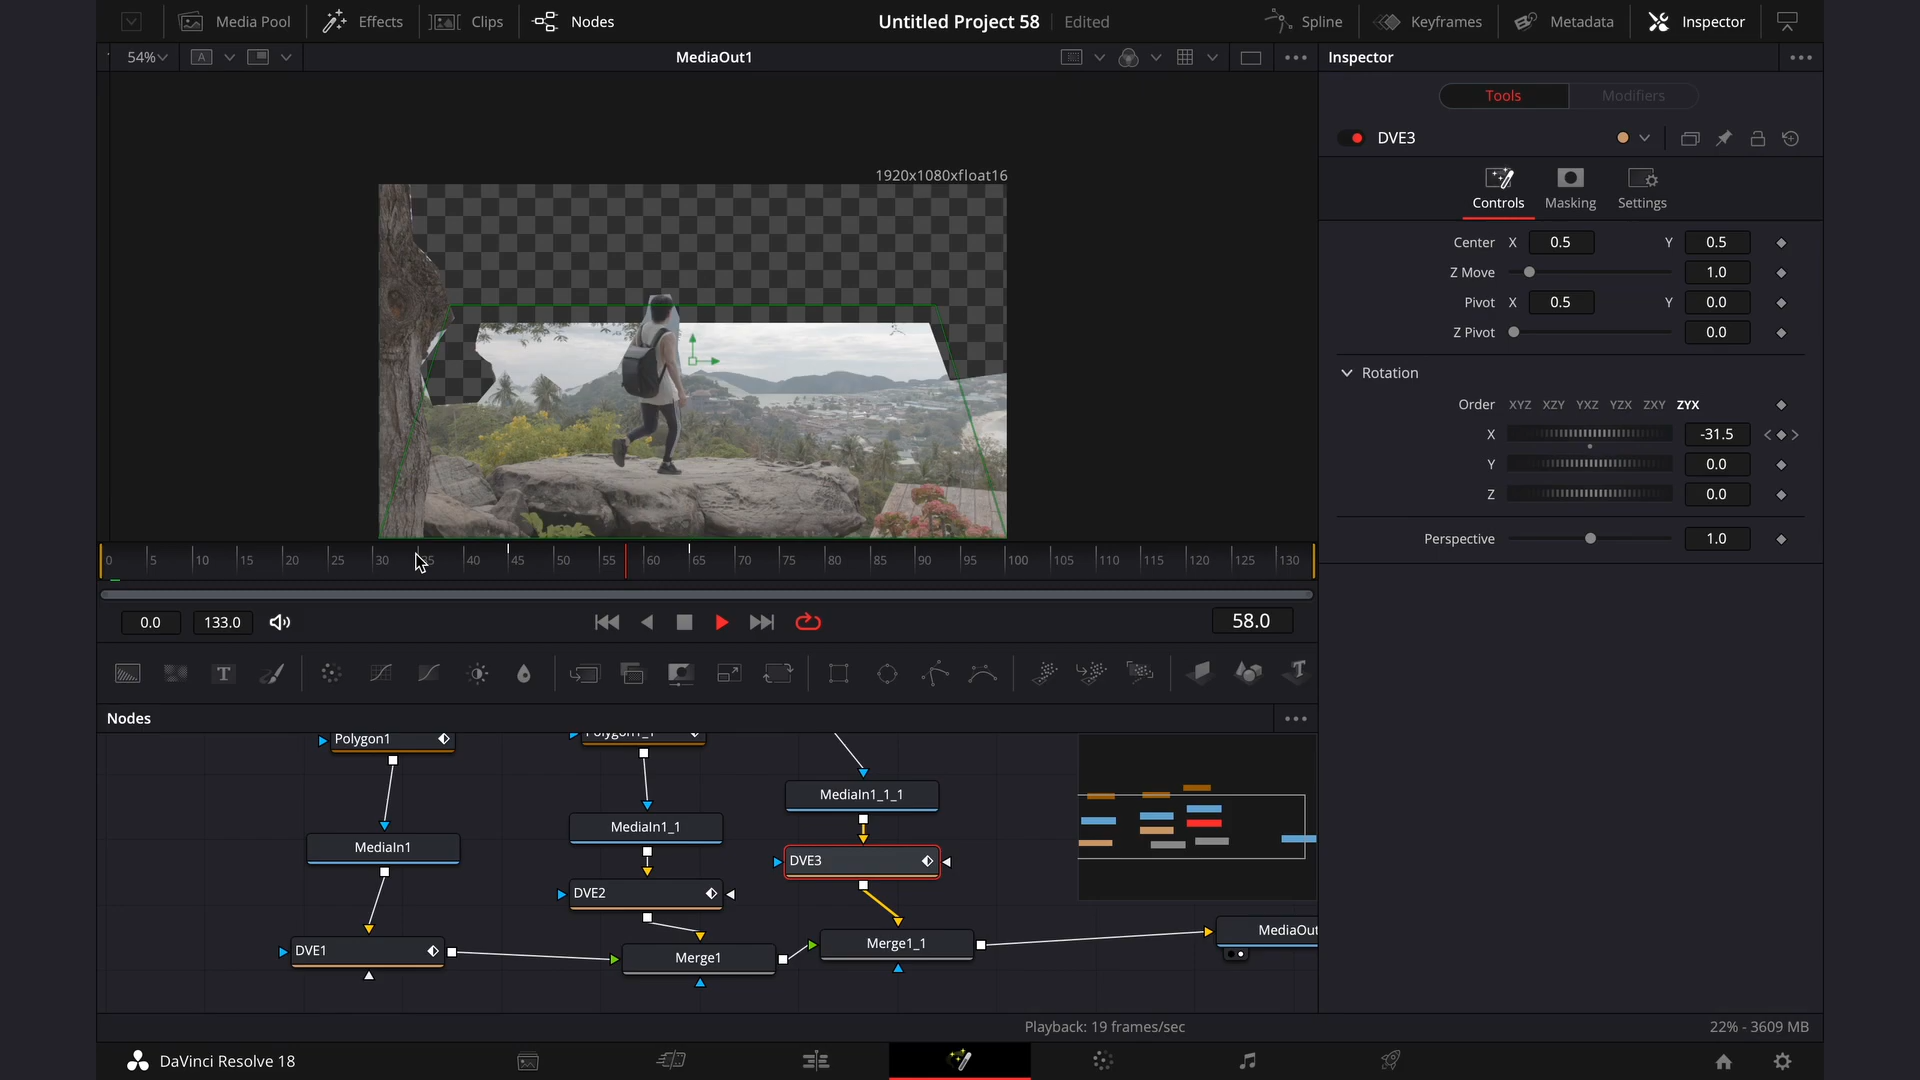 Media Pool Effects Clips Nodes Untitled Project 58 Edited Spline Keyframes Metadata Inspector
54% A MediaOut1 Inspector
Tools Modifiers
DVE3
1920x1080xfloat16
Controls Masking Settings
Center X 0.5 Y 0.5
Z Move 1.0
Pivot X 0.5 Y 0.0
Z Pivot 0.0
Rotation
Order XYZ XZY YXZ YZX ZXY ZYX
X -31.5
Y 0.0
Z 0.0
Perspective 1.0
0 5 10 15 20 25 30 35 40 45 50 55 60 65 70 75 80 85 90 95 100 105 110 115 120 125 130
0.0 133.0 58.0
T T
Nodes
Polygon1 Polygon1_1
MediaIn1_1_1
MediaIn1_1
MediaIn1
DVE3
DVE2
MediaOut
Merge1_1
DVE1
Merge1
Playback: 19 frames/sec 22% - 3609 MB
DaVinci Resolve 18